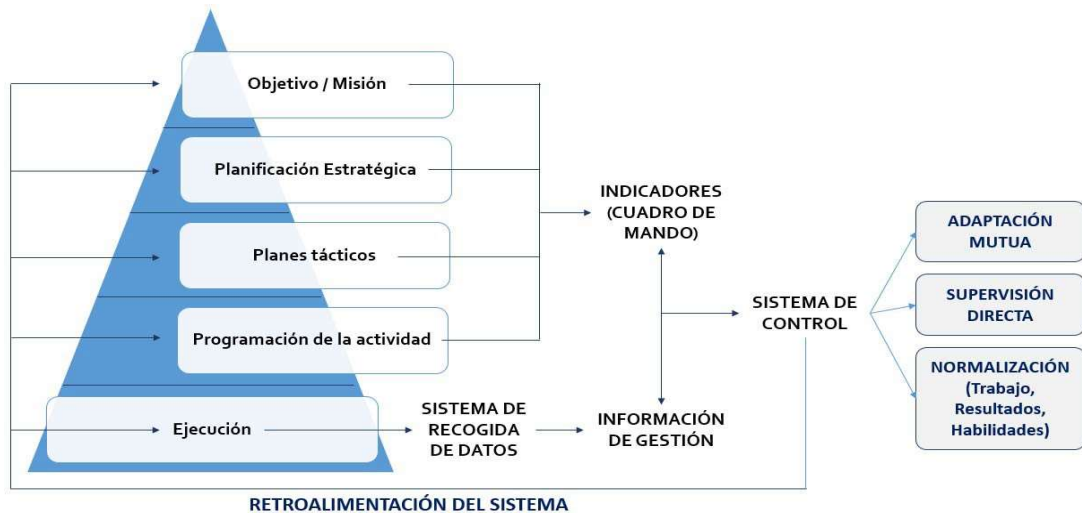 Objetivo / Misión
Planificación Estratégica
Planes tácticos
Programación de la actividad
Ejecución
SISTEMA DE
RECOGIDA
DE DATOS
INDICADORES
(CUADRO DE
MANDO)
INFORMACIÓN
DE GESTIÓN
SISTEMA DE
CONTROL
ADAPTACIÓN
MUTUA
SUPERVISIÓN
DIRECTA
NORMALIZACIÓN
(Trabajo,
Resultados,
Habilidades)
RETROALIMENTACIÓN DEL SISTEMA